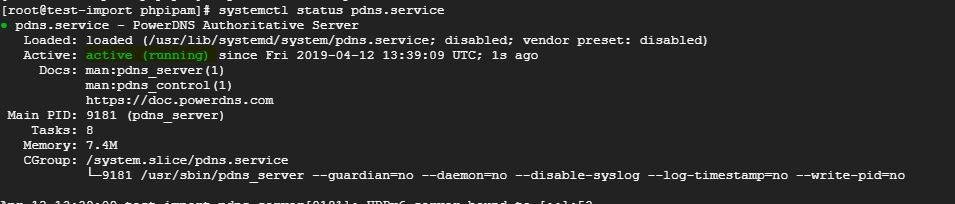 [root@test-import phpipam]# systemctl status pdns.service
● pdns.service - PowerDNS Authoritative Server
Loaded: loaded (/usr/lib/systemd/system/pdns.service; disabled; vendor preset: disabled)
Active: active (running) since Fri 2019-04-12 13:39:09 UTC; 1s ago
Docs: man:pdns_server(1)
man:pdns_control(1)
https://doc.powerdns.com
Main PID: 9181 (pdns_server)
Tasks: 8
Memory: 7.4M
CGroup: /system.slice/pdns.service
└─9181 /usr/sbin/pdns_server --guardian=no --daemon=no --disable-syslog --log-timestamp=no --write-pid=no